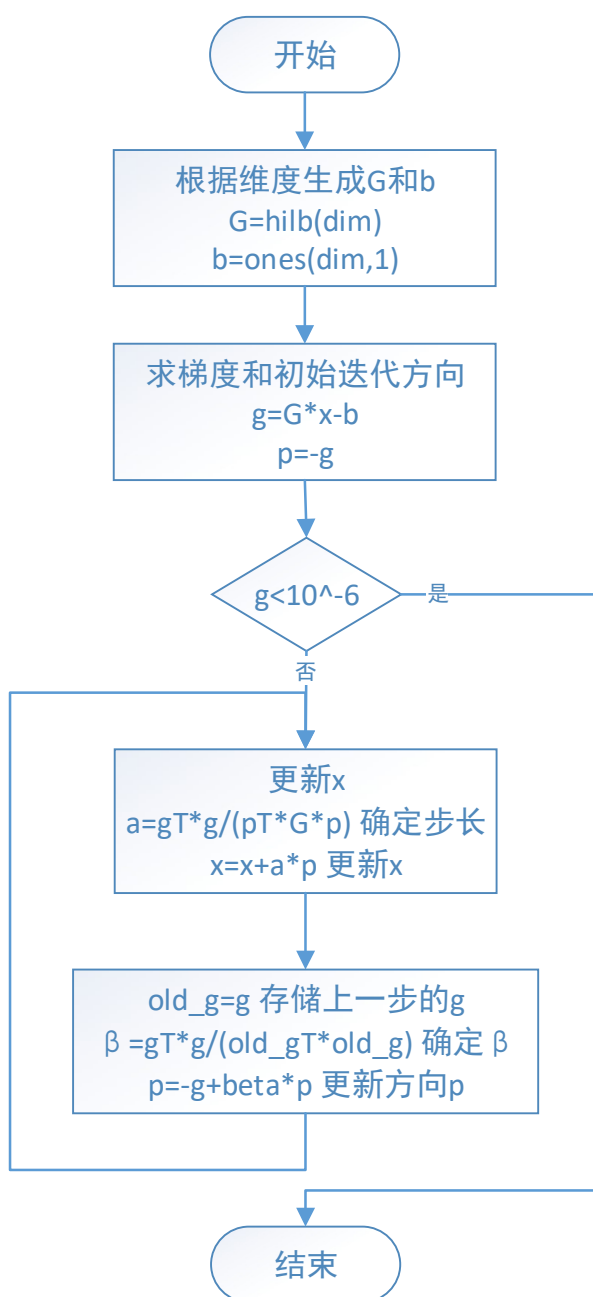 开始
根据维度生成G和b
G=hilb(dim)
b=ones(dim,1)
求梯度和初始迭代方向
g=G*x-b
p=-g
g<10^-6
是
否
更新x
a=gT*g/(pT*G*p) 确定步长
x=x+a*p 更新x
old_g=g 存储上一步的g
β=gT*g/(old_gT*old_g) 确定β
p=-g+beta*p 更新方向p
结束